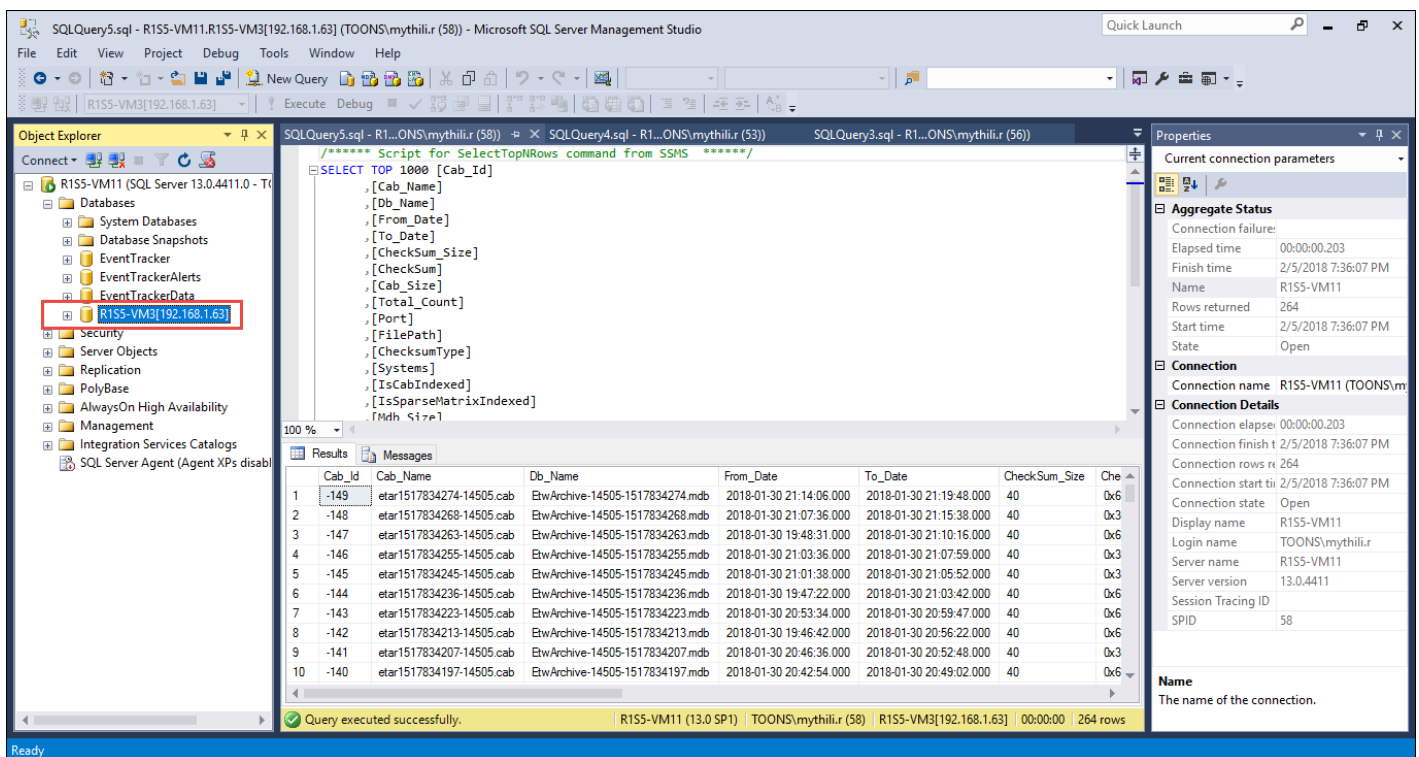 SQLQuery5.sql - R1S5-VM11.R1S5-VM3[192.168.1.63] (TOONS\mythili.r (58)) - Microsoft SQL Server Management Studio
Quick Launch
File Edit View Project Debug Tools Window Help
New Query
R1S5-VM3[192.168.1.63] Execute Debug
Object Explorer
Connect
R1S5-VM11 (SQL Server 13.0.4411.0 - T
Databases
System Databases
Database Snapshots
EventTracker
EventTrackerAlerts
EventTrackerData
R1S5-VM3[192.168.1.63]
Security
Server Objects
Replication
PolyBase
AlwaysOn High Availability
Management
Integration Services Catalogs
SQL Server Agent (Agent XPs disabl
SQLQuery5.sql - R1...ONS\mythili.r (58)) SQLQuery4.sql - R1...ONS\mythili.r (53)) SQLQuery3.sql - R1...ONS\mythili.r (56))
/****** Script for SelectTopNRows command from SSMS ******/
SELECT TOP 1000 [Cab_Id]
,[Cab_Name]
,[Db_Name]
,[From_Date]
,[To_Date]
,[CheckSum_Size]
,[CheckSum]
,[Cab_Size]
,[Total_Count]
,[Port]
,[FilePath]
,[ChecksumType]
,[Systems]
,[IsCabIndexed]
,[IsSparseMatrixIndexed]
,[Mdb_Size]
100 %
Results Messages
Cab_Id Cab_Name Db_Name From_Date To_Date CheckSum_Size Che
1 -149 etar1517834274-14505.cab EtwArchive-14505-1517834274.mdb 2018-01-30 21:14:06.000 2018-01-30 21:19:48.000 40 0x6
2 -148 etar1517834268-14505.cab EtwArchive-14505-1517834268.mdb 2018-01-30 21:07:36.000 2018-01-30 21:15:38.000 40 0x3
3 -147 etar1517834263-14505.cab EtwArchive-14505-1517834263.mdb 2018-01-30 19:48:31.000 2018-01-30 21:10:16.000 40 0x6
4 -146 etar1517834255-14505.cab EtwArchive-14505-1517834255.mdb 2018-01-30 21:03:36.000 2018-01-30 21:07:59.000 40 0x3
5 -145 etar1517834245-14505.cab EtwArchive-14505-1517834245.mdb 2018-01-30 21:01:38.000 2018-01-30 21:05:52.000 40 0x3
6 -144 etar1517834236-14505.cab EtwArchive-14505-1517834236.mdb 2018-01-30 19:47:22.000 2018-01-30 21:03:42.000 40 0x6
7 -143 etar1517834223-14505.cab EtwArchive-14505-1517834223.mdb 2018-01-30 20:53:34.000 2018-01-30 20:59:47.000 40 0x6
8 -142 etar1517834213-14505.cab EtwArchive-14505-1517834213.mdb 2018-01-30 19:46:42.000 2018-01-30 20:56:22.000 40 0x6
9 -141 etar1517834207-14505.cab EtwArchive-14505-1517834207.mdb 2018-01-30 20:46:36.000 2018-01-30 20:52:48.000 40 0x3
10 -140 etar1517834197-14505.cab EtwArchive-14505-1517834197.mdb 2018-01-30 20:42:54.000 2018-01-30 20:49:02.000 40 0x6
Query executed successfully. R1S5-VM11 (13.0 SP1) TOONS\mythili.r (58) R1S5-VM3[192.168.1.63] 00:00:00 264 rows
Properties
Current connection parameters
Aggregate Status
Connection failure
Elapsed time 00:00:00.203
Finish time 2/5/2018 7:36:07 PM
Name R1S5-VM11
Rows returned 264
Start time 2/5/2018 7:36:07 PM
State Open
Connection
Connection name R1S5-VM11 (TOONS\m
Connection Details
Connection elapse 00:00:00.203
Connection finish t 2/5/2018 7:36:07 PM
Connection rows re 264
Connection start ti 2/5/2018 7:36:07 PM
Connection state Open
Display name R1S5-VM11
Login name TOONS\mythili.r
Server name R1S5-VM11
Server version 13.0.4411
Session Tracing ID
SPID 58
Name
The name of the connection.
Ready